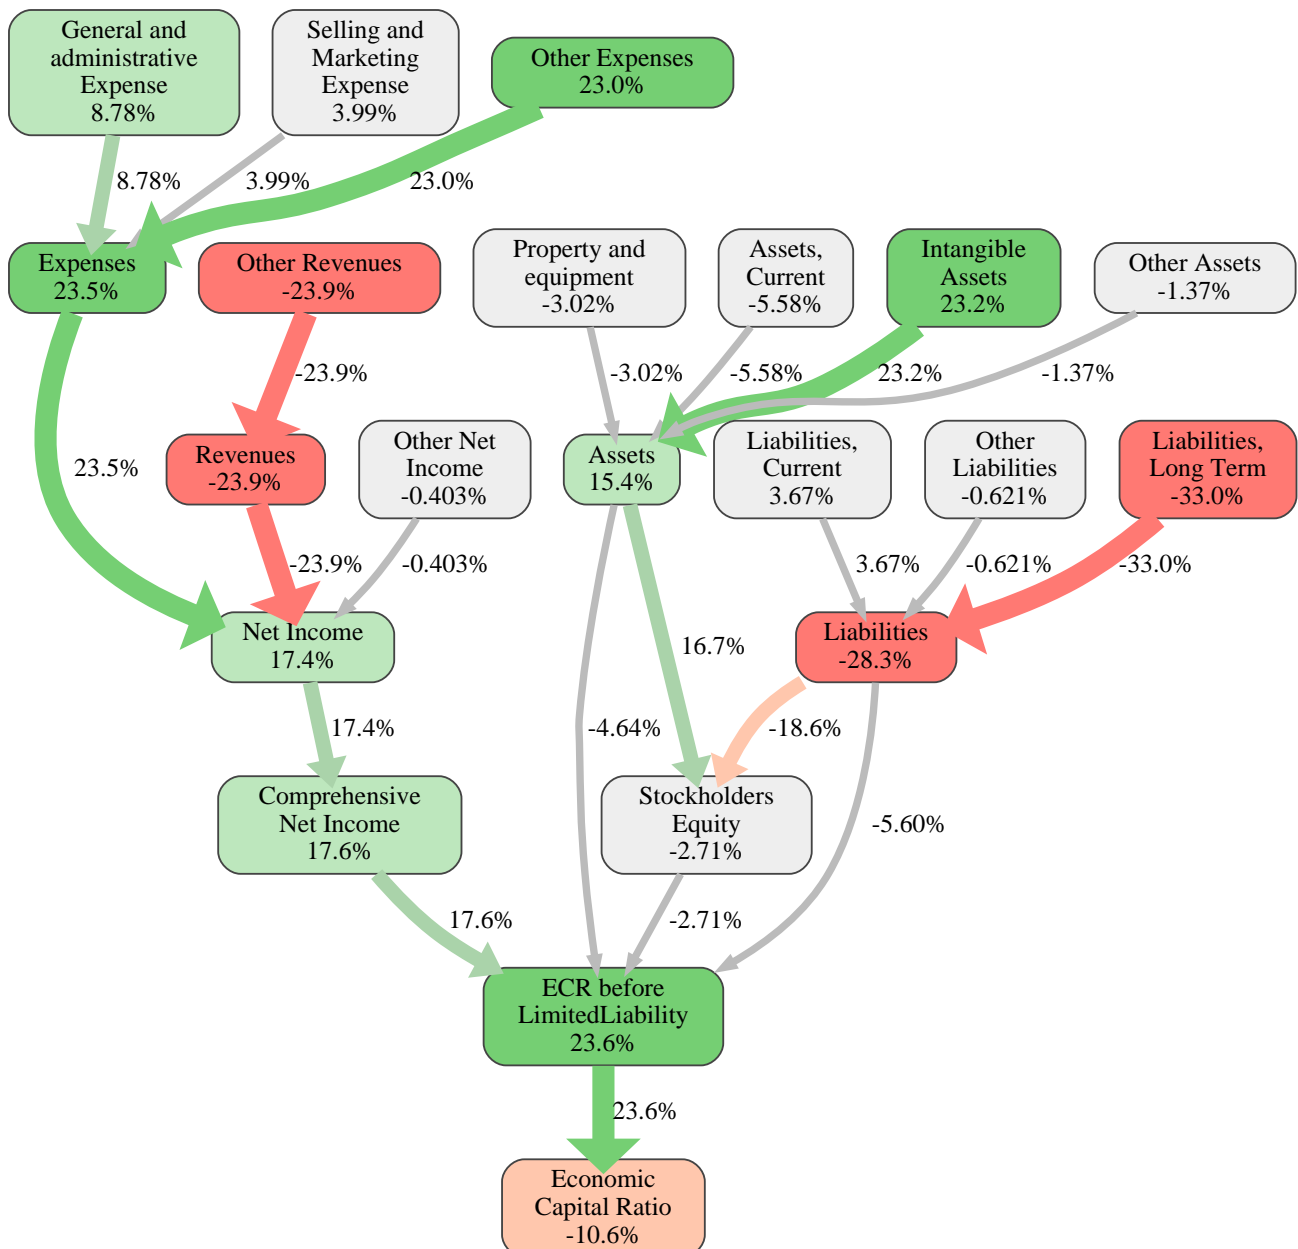 General and
administrative
Expense
8.78%
Selling and
Marketing
Expense
3.99%
Other Expenses
23.0%
8.78%
3.99%
23.0%
Expenses
23.5%
Other Revenues
-23.9%
Property and
equipment
-3.02%
Assets,
Current
-5.58%
Intangible
Assets
23.2%
Other Assets
-1.37%
-23.9%
-3.02%
-5.58%
23.2%
-1.37%
23.5%
Revenues
-23.9%
Other Net
Income
-0.403%
Assets
15.4%
Liabilities,
Current
3.67%
Other
Liabilities
-0.621%
Liabilities,
Long Term
-33.0%
-23.9%
-0.403%
3.67%
-0.621%
-33.0%
Net Income
17.4%
16.7%
Liabilities
-28.3%
17.4%
-4.64%
-18.6%
Comprehensive
Net Income
17.6%
Stockholders
Equity
-2.71%
-5.60%
17.6%
-2.71%
ECR before
LimitedLiability
23.6%
23.6%
Economic
Capital Ratio
-10.6%